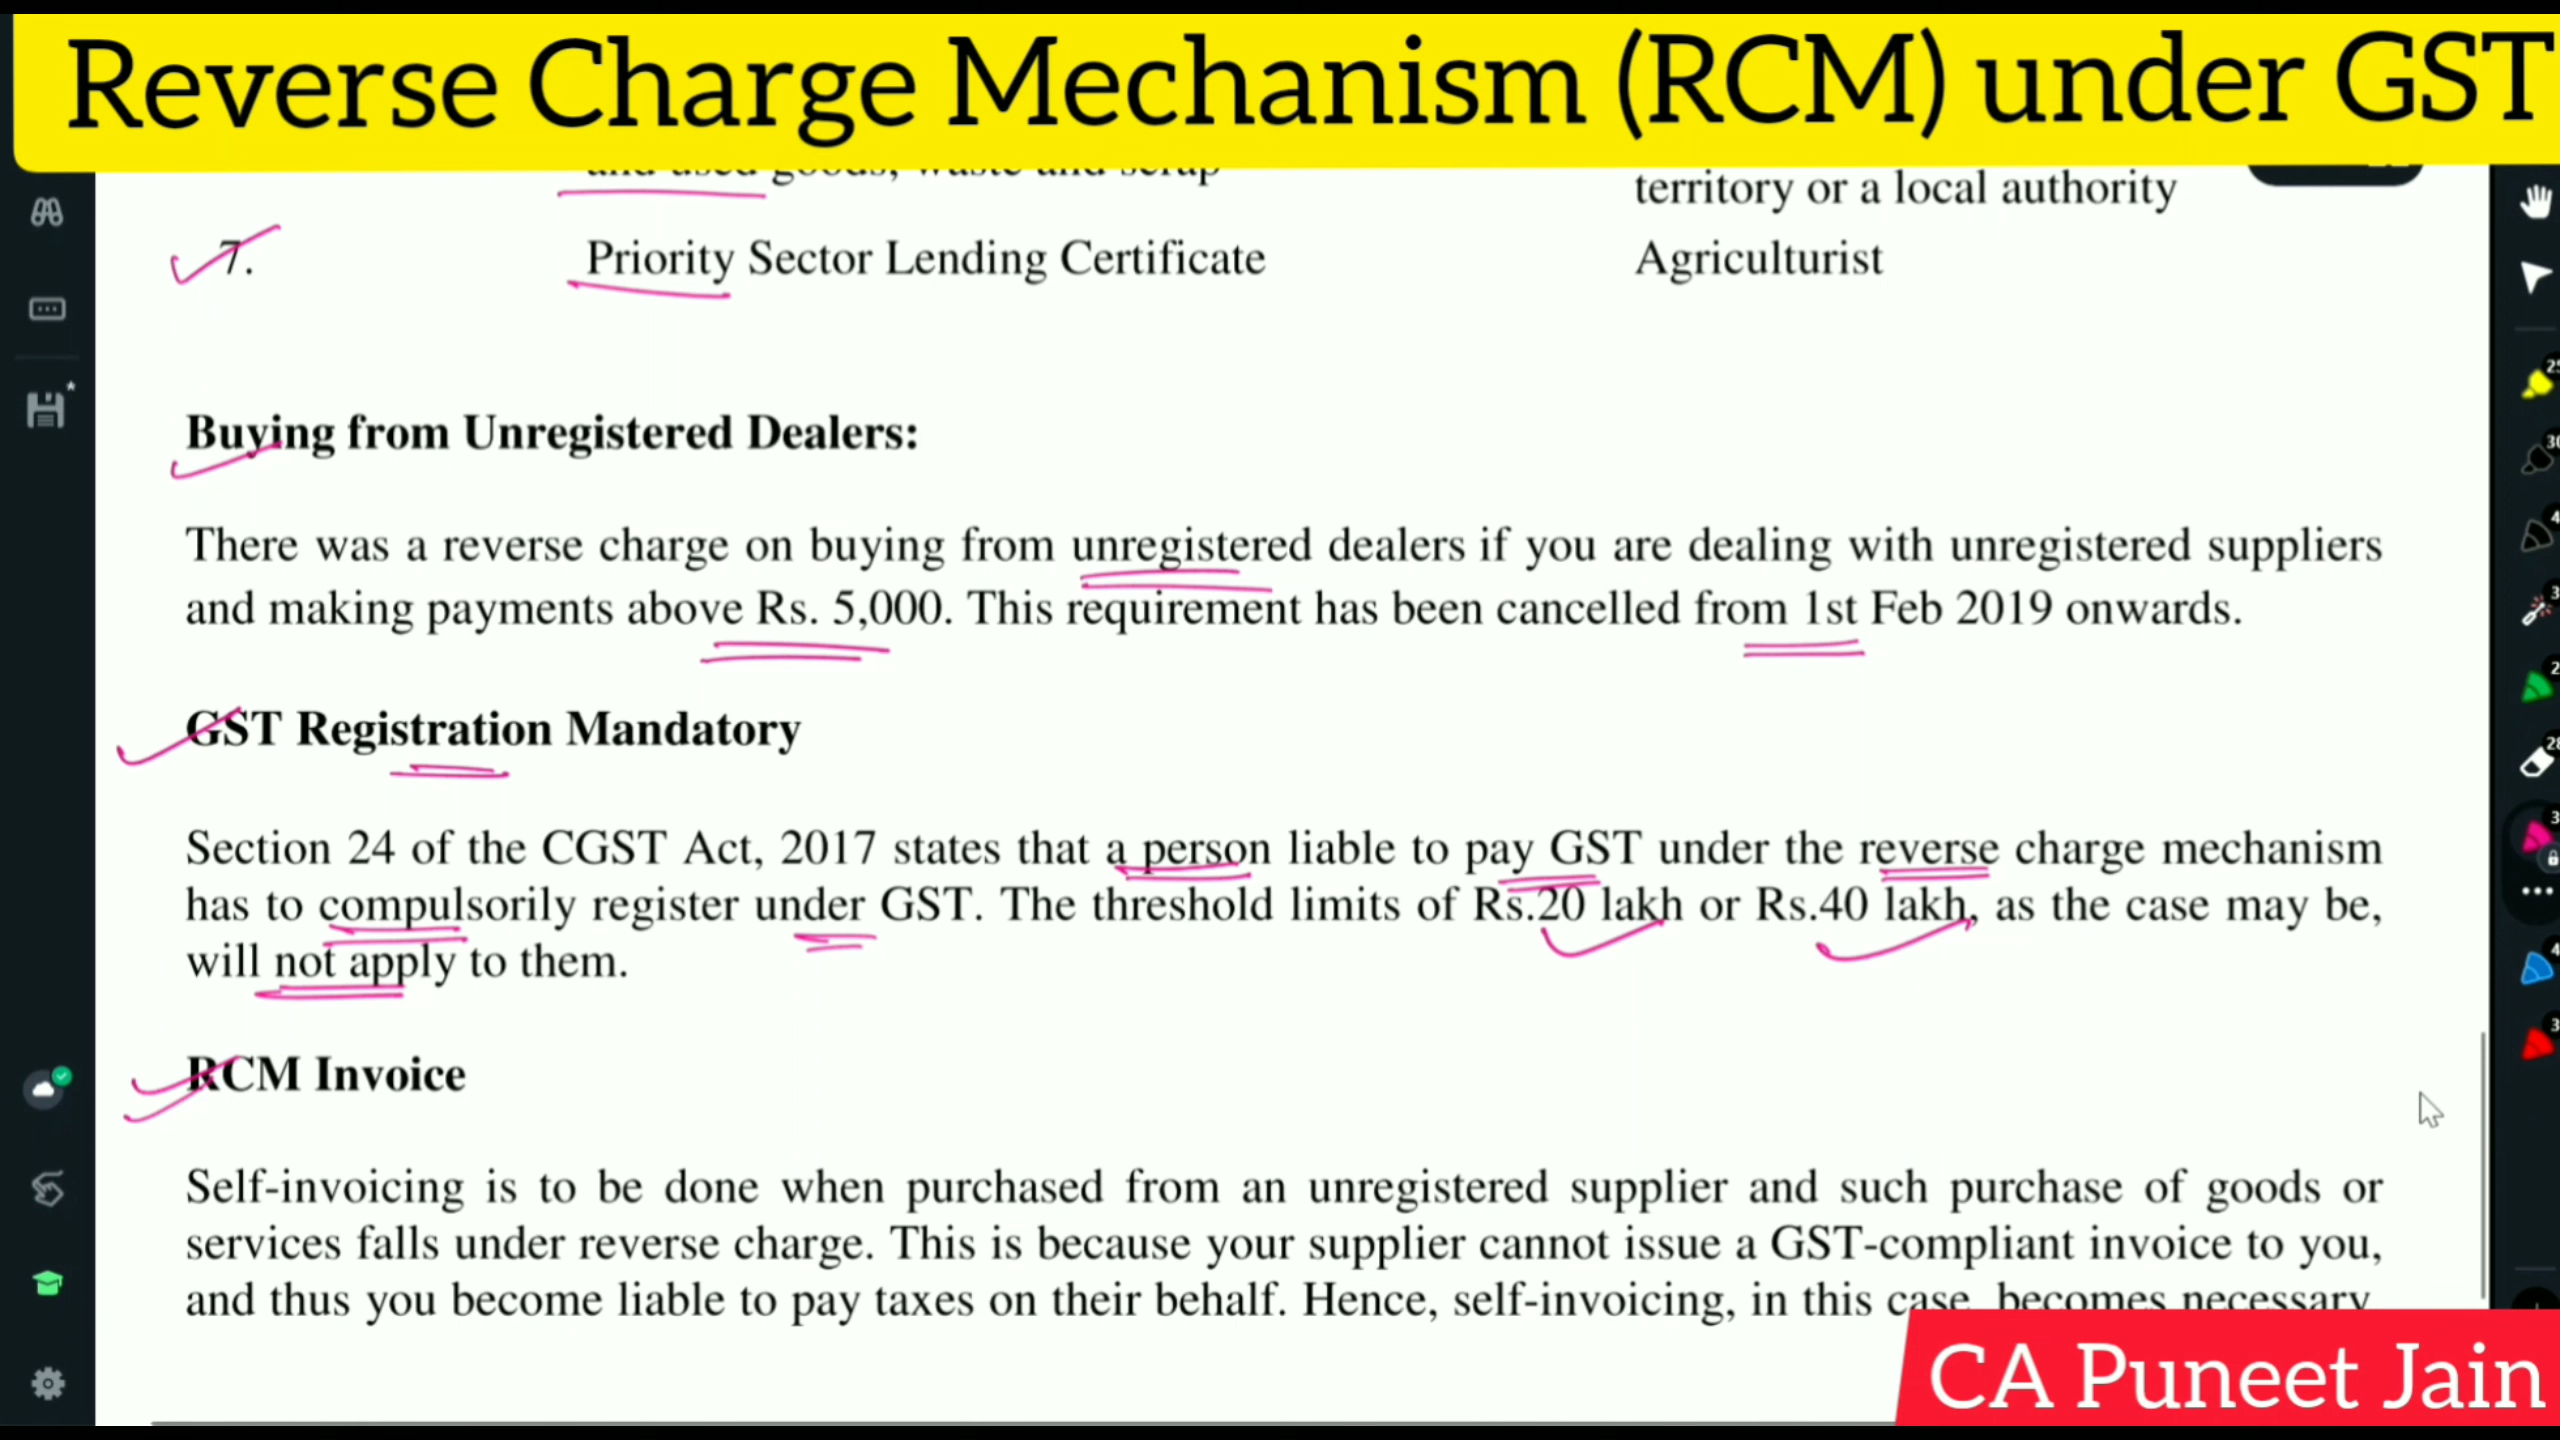 Reverse Charge Mechanism (RCM) under GST
and used goods, waste and scrap
territory or a local authority
7. Priority Sector Lending Certificate Agriculturist
Buying from Unregistered Dealers:
There was a reverse charge on buying from unregistered dealers if you are dealing with unregistered suppliers
and making payments above Rs. 5,000. This requirement has been cancelled from 1st Feb 2019 onwards.
GST Registration Mandatory
Section 24 of the CGST Act, 2017 states that a person liable to pay GST under the reverse charge mechanism
has to compulsorily register under GST. The threshold limits of Rs.20 lakh or Rs.40 lakh, as the case may be,
will not apply to them.
RCM Invoice
Self-invoicing is to be done when purchased from an unregistered supplier and such purchase of goods or
services falls under reverse charge. This is because your supplier cannot issue a GST-compliant invoice to you,
and thus you become liable to pay taxes on their behalf. Hence, self-invoicing, in this case, becomes necessary.
CA Puneet Jain